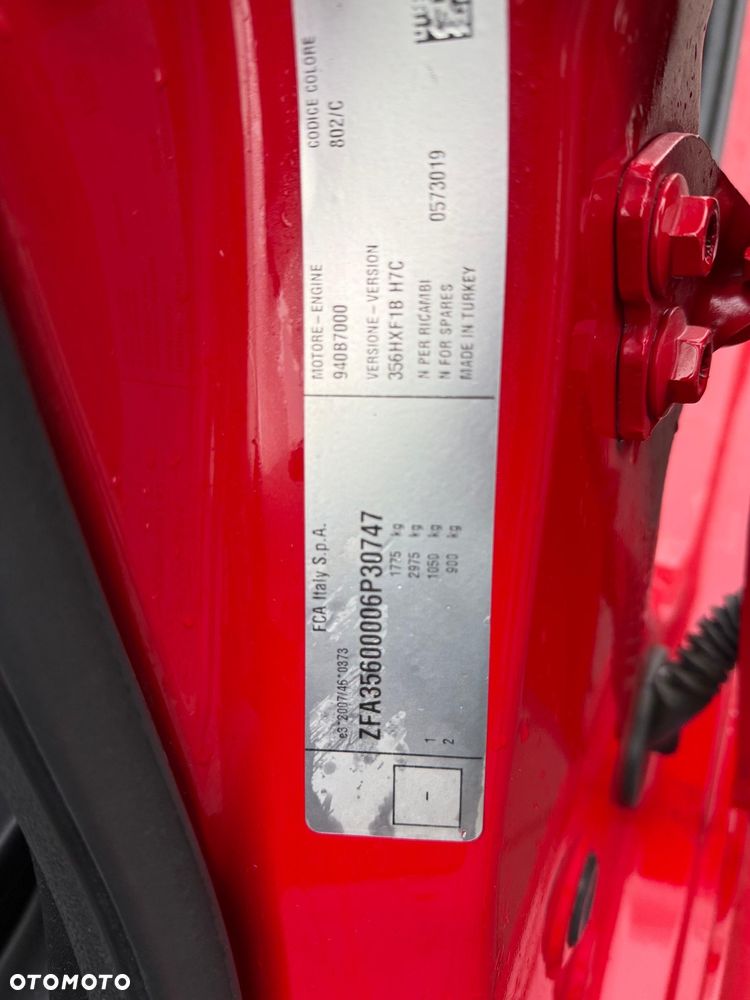 FCA Italy S.p.A.
e3*2007/46*0373
ZFA35600006P30747
1775 kg
2975 kg
1 1050 kg
2 900 kg
-
MOTORE-ENGINE
940B7000
VERSIONE-VERSION
356HXF1B H7C
N PER RICAMBI
N FOR SPARES 0573019
MADE IN TURKEY
CODICE COLORE
802/C
OTOMOTO